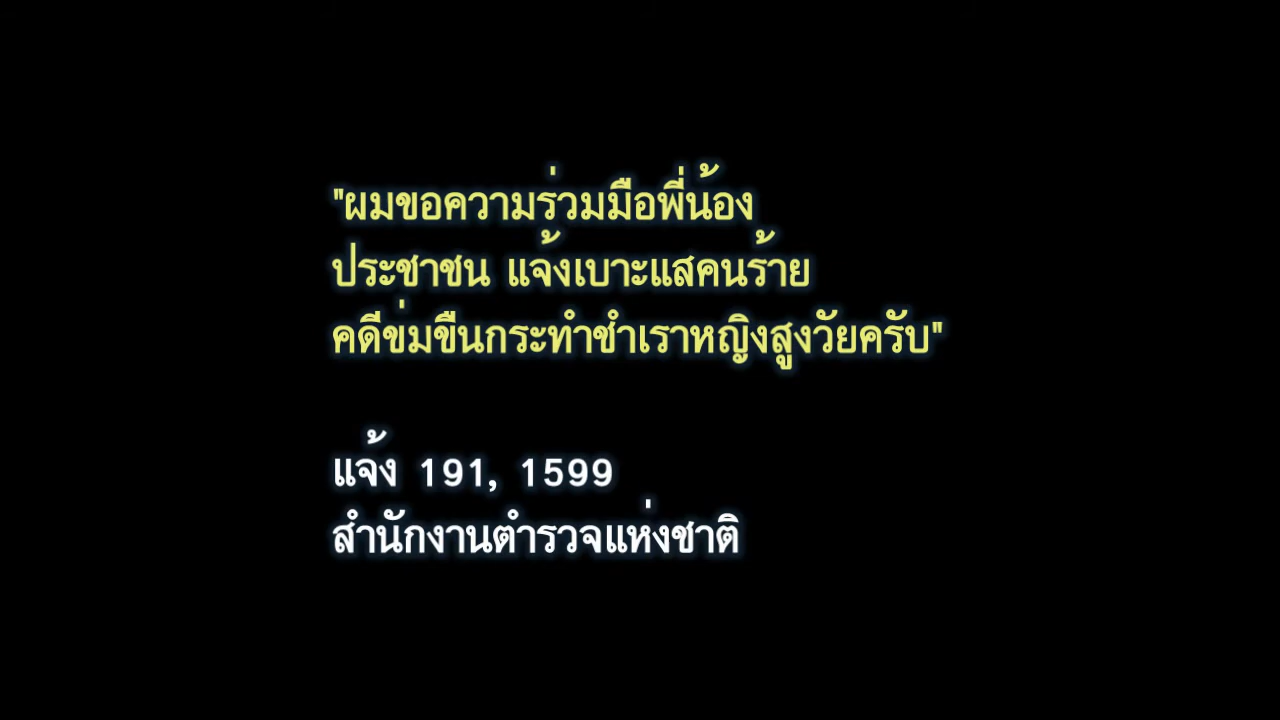 "ผมขอความร่วมมือพี่น้อง
ประชาชน แจ้งเบาะแสคนร้าย
คดีข่มขืนกระทำชำเราหญิงสูงวัยครับ"
แจ้ง 191, 1599
สำนักงานตำรวจแห่งชาติ